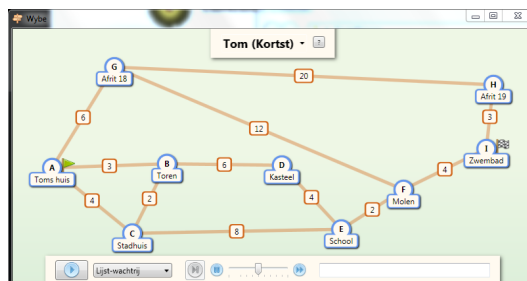 Wybe
Tom (Kortst)
G
Afrit 18
20
H
Afrit 19
6
12
3
A
Toms huis
3
B
Toren
6
D
Kasteel
I
Zwembad
4
2
4
4
F
Molen
2
C
Stadhuis
8
E
School
Lijst-wachtrij